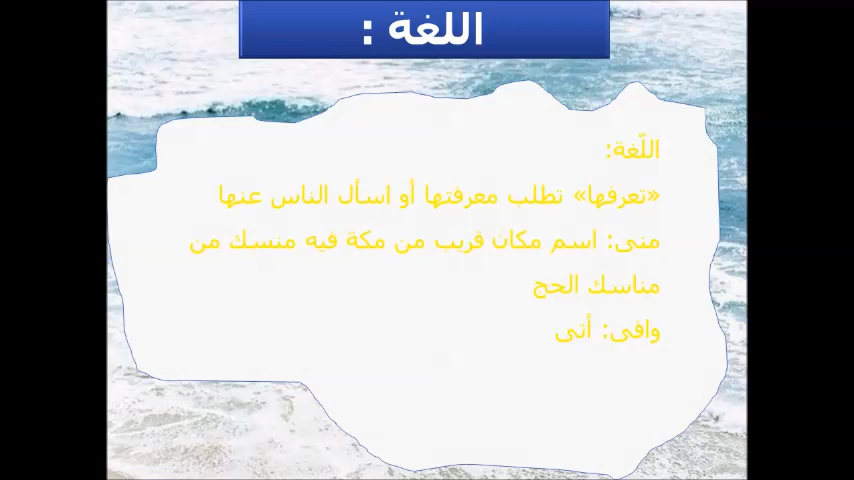 اللغة :
اللّغة:
«تعرفها» تطلب معرفتها أو اسأل الناس عنها
منى: اسم مكان قريب من مكة فيه منسك من
مناسك الحج
وافى: أتى